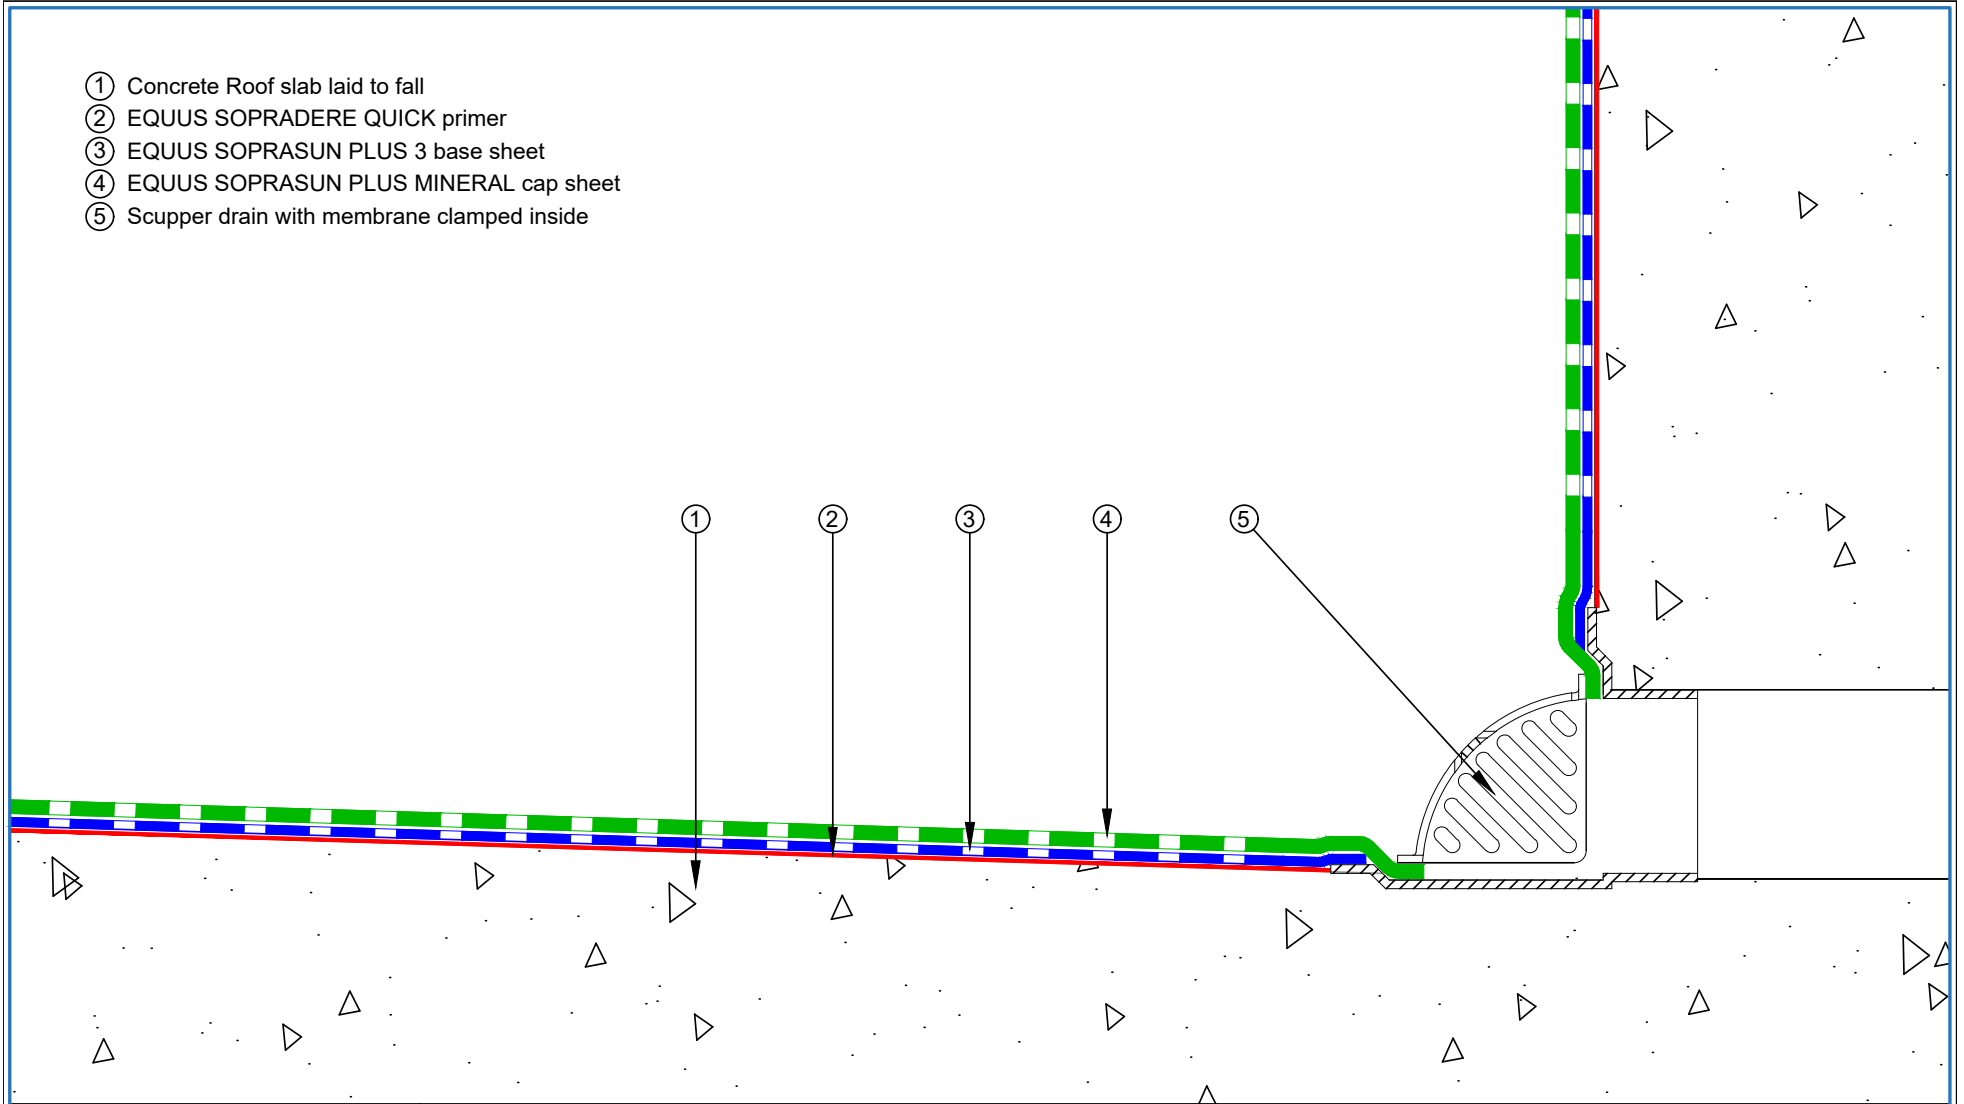 ① Concrete Roof slab laid to fall
② EQUUS SOPRADERE QUICK primer
③ EQUUS SOPRASUN PLUS 3 base sheet
④ EQUUS SOPRASUN PLUS MINERAL cap sheet
⑤ Scupper drain with membrane clamped inside
① ② ③ ④ ⑤